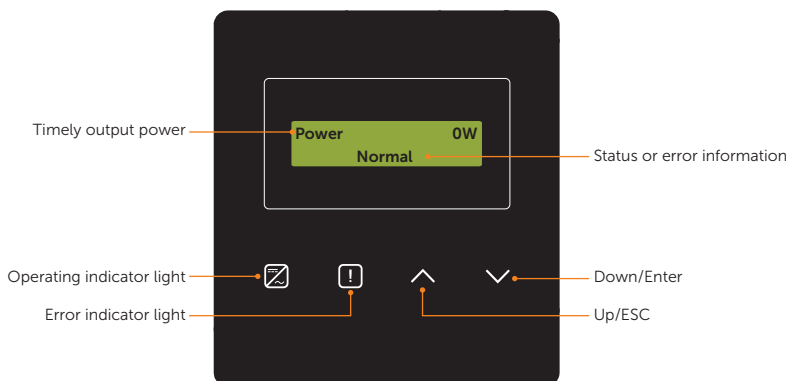 Timely output power
Power 0W
Normal
Status or error information
Operating indicator light
!
Down/Enter
Error indicator light
Up/ESC